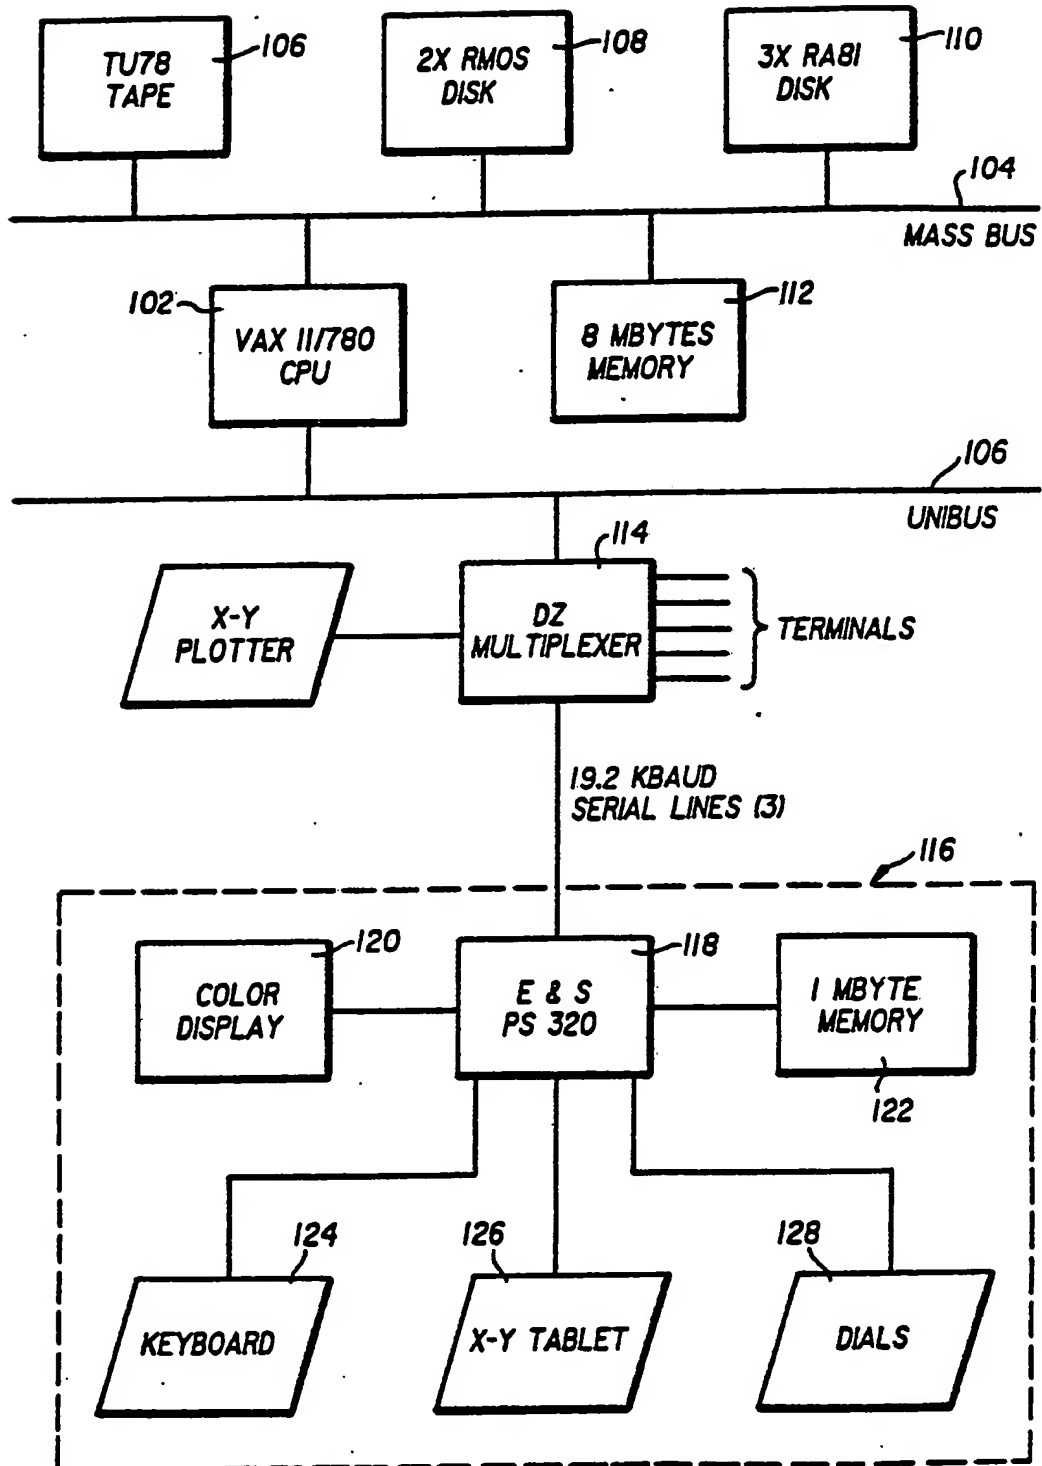 TU78
TAPE
106
2X RMOS
DISK
108
3X RA81
DISK
110
104
MASS BUS
102
VAX 11/780
CPU
8 MBYTES
MEMORY
112
106
UNIBUS
X-Y
PLOTTER
114
DZ
MULTIPLEXER
TERMINALS
19.2 KBAUD
SERIAL LINES (3)
116
COLOR
DISPLAY
120
E & S
PS 320
118
1 MBYTE
MEMORY
122
124
KEYBOARD
126
X-Y TABLET
128
DIALS